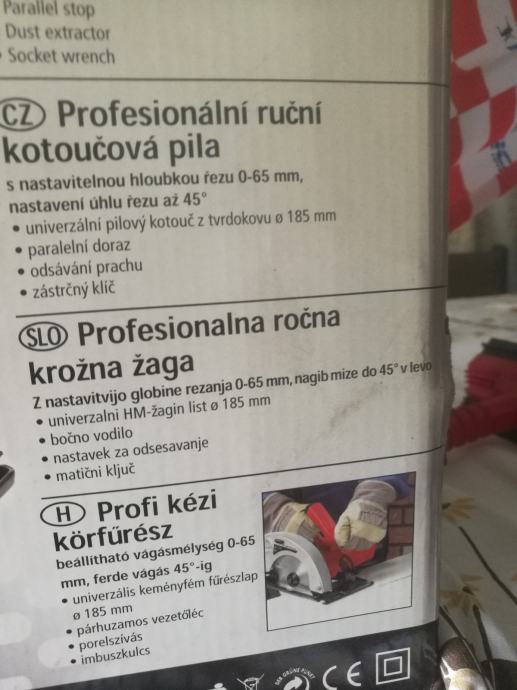 Parallel stop
Dust extractor
• Socket wrench
CZ Profesionální ruční
kotoučová pila
s nastavitelnou hloubkou řezu 0-65 mm,
nastavení úhlu řezu až 45°
• univerzální pilový kotouč z tvrdokovu ø 185 mm
• paralelní doraz
• odsávání prachu
• zástrčný klíč
SLO Profesionalna ročna
krožna žaga
Z nastavitvijo globine rezanja 0-65 mm, nagib mize do 45° v levo
• univerzalni HM-žagin list ø 185 mm
• bočno vodilo
• nastavek za odsesavanje
• matični ključ
H Profi kézi
körfűrész
beállítható vágásmélység 0-65
mm, ferde vágás 45°-ig
• univerzális keményfém fűrészlap
ø 185 mm
• párhuzamos vezetőléc
• porelszívás
• imbuszkulcs
DER GRÜNE PUNKT
CE